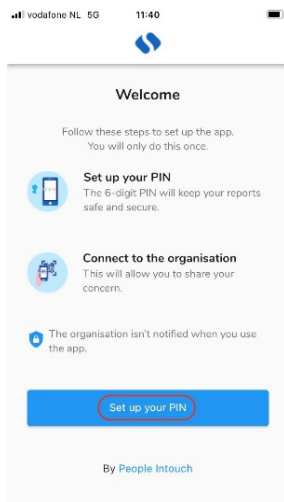 vodafone NL 5G 11:40
Welcome
Follow these steps to set up the app.
You will only do this once.
Set up your PIN
The 6-digit PIN will keep your reports
safe and secure.
Connect to the organisation
This will allow you to share your
concern.
The organisation isn't notified when you use
the app.
Set up your PIN
By People Intouch